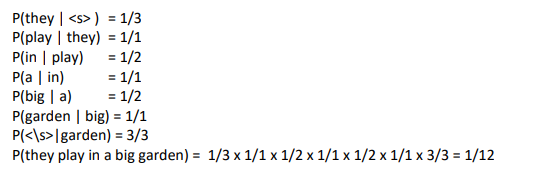 P(they | <s> ) = 1/3
P(play | they) = 1/1
P(in | play) = 1/2
P(a | in) = 1/1
P(big | a) = 1/2
P(garden | big) = 1/1
P(<\s>|garden) = 3/3
P(they play in a big garden) = 1/3 x 1/1 x 1/2 x 1/1 x 1/2 x 1/1 x 3/3 = 1/12